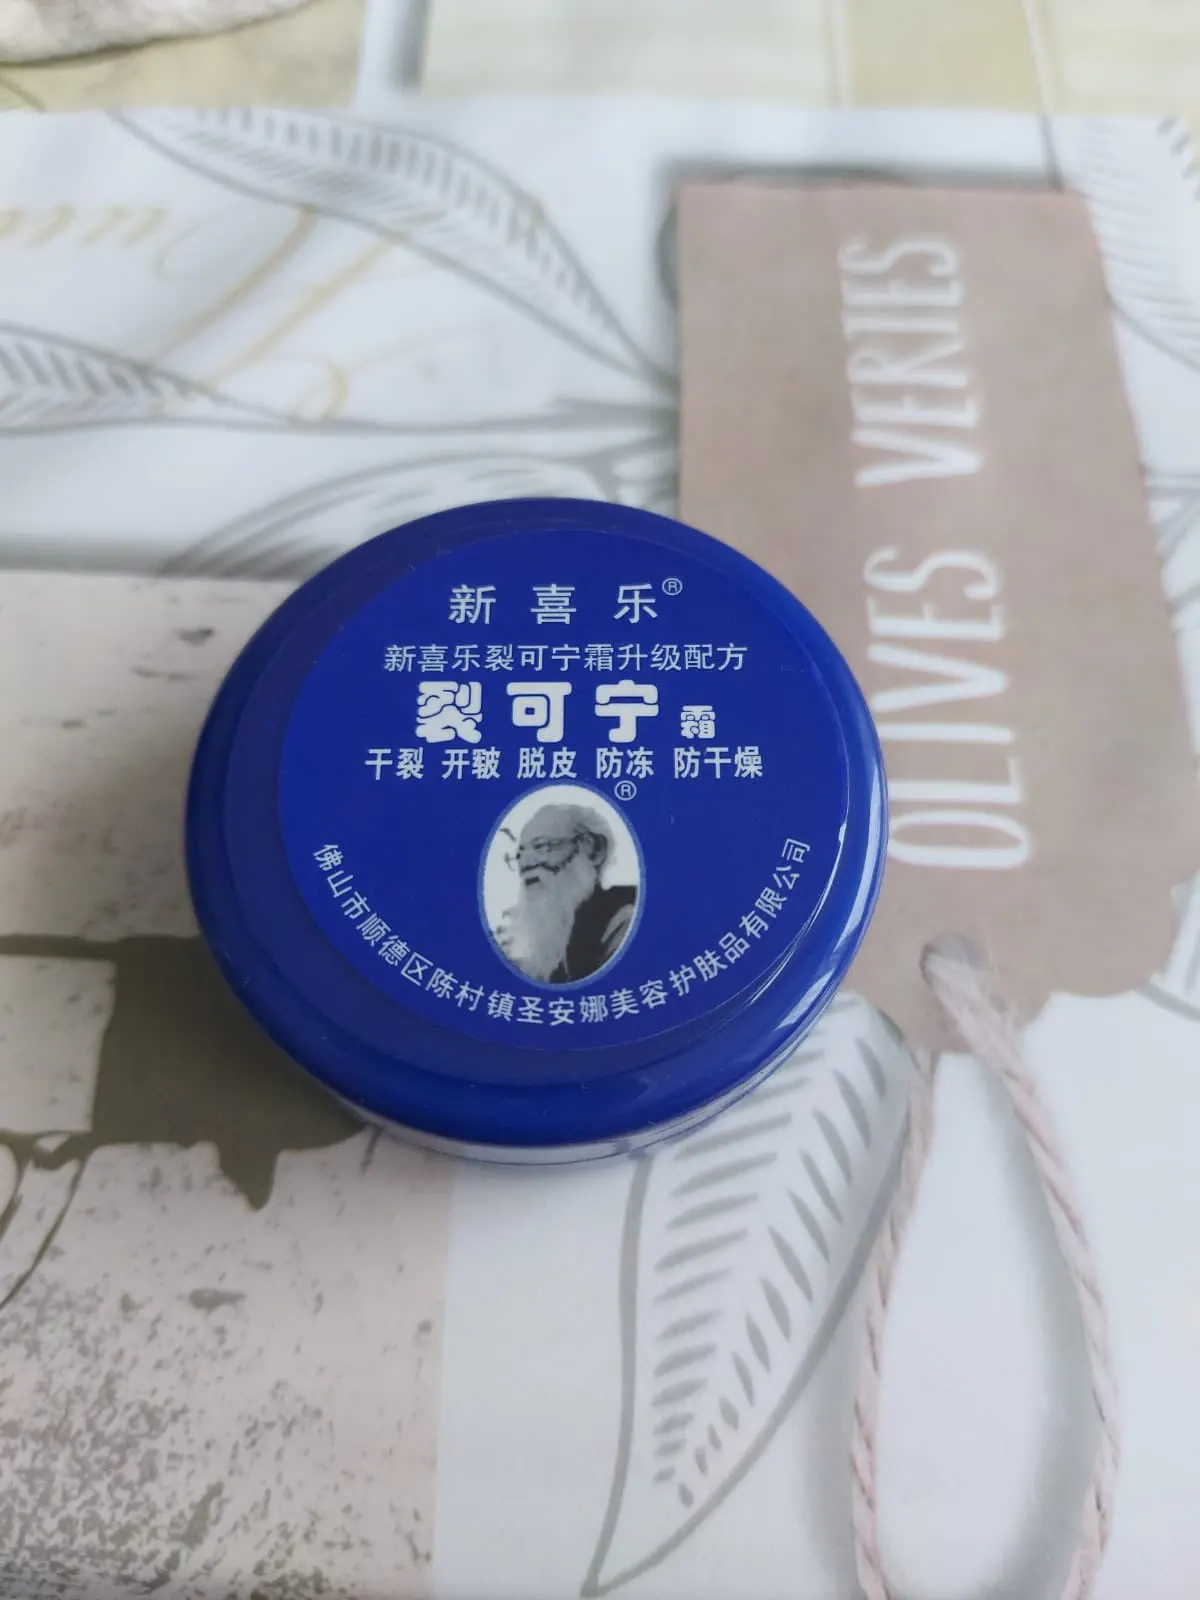 新喜乐®
新喜乐裂可宁霜升级配方
裂可宁霜
干裂 开皲 脱皮 防冻 防干燥
®
佛山市顺德区陈村镇圣安娜美容护肤品有限公司
OLIVES VERTES